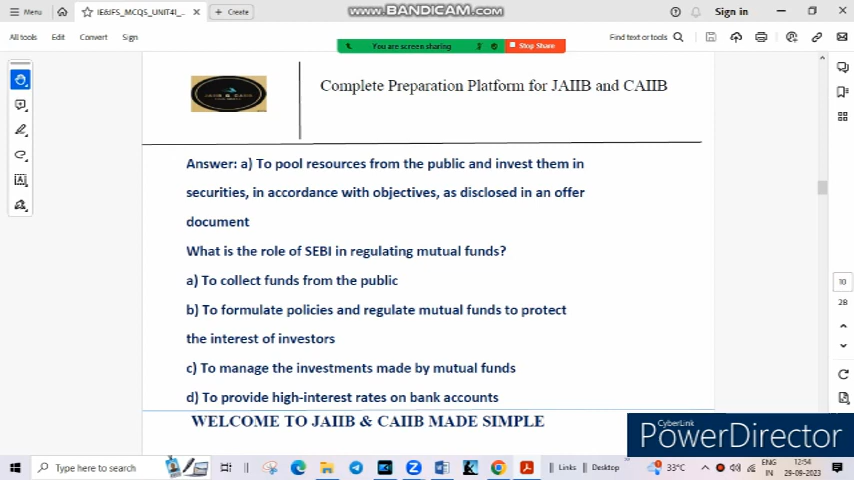 IE&IFS_MCQS_UNIT4I_...
Create
www.BANDICAM.com
Sign in
Menu
All tools Edit Convert Sign
You are screen sharing
Stop Share
Find text or tools
JAIIB & CAIIB
Complete Preparation Platform for JAIIB and CAIIB
Answer: a) To pool resources from the public and invest them in
securities, in accordance with objectives, as disclosed in an offer
document
What is the role of SEBI in regulating mutual funds?
a) To collect funds from the public
b) To formulate policies and regulate mutual funds to protect
the interest of investors
c) To manage the investments made by mutual funds
d) To provide high-interest rates on bank accounts
WELCOME TO JAIIB & CAIIB MADE SIMPLE
10
28
CyberLink
PowerDirector
Type here to search
Links
Desktop
33°C
ENG
IN
12:54
29-09-2023